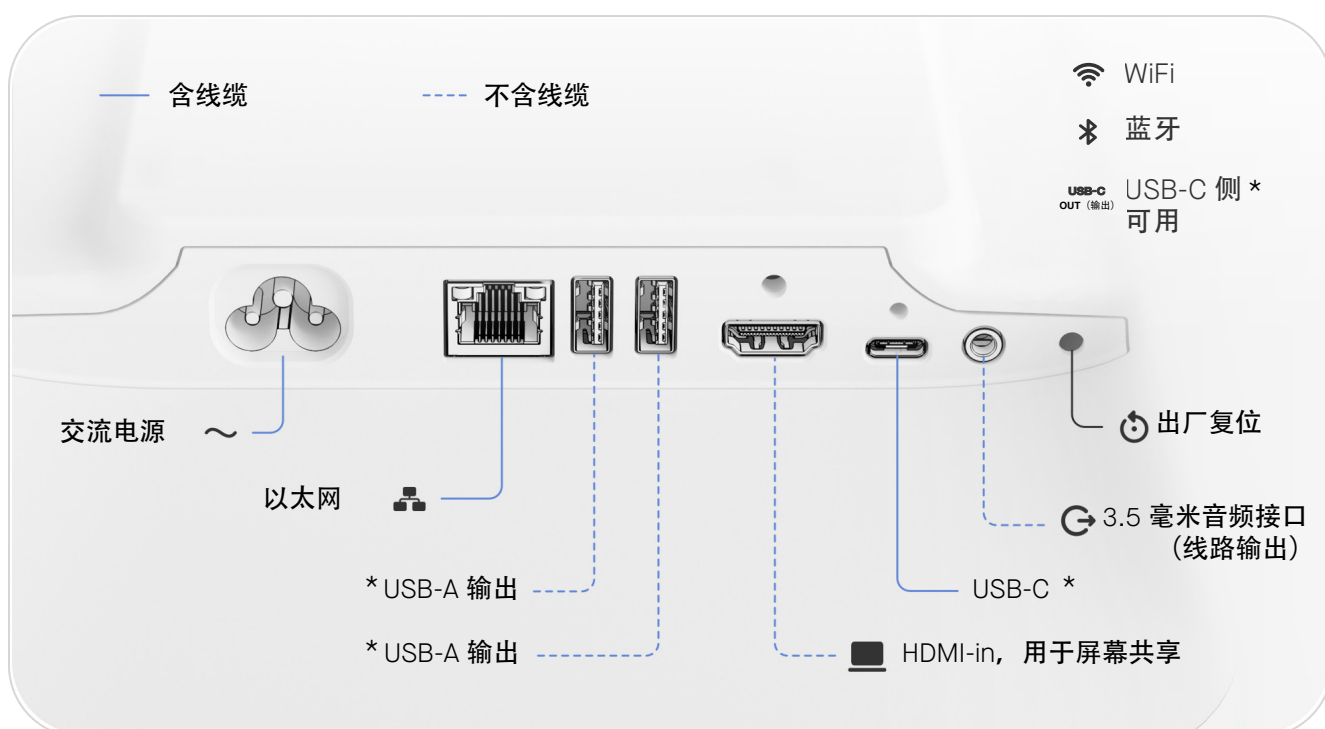 含线缆
不含线缆
WiFi
蓝牙
USB-C
OUT（输出）
USB-C 侧 *
可用
交流电源
出厂复位
以太网
3.5 毫米音频接口
（线路输出）
* USB-A 输出
USB-C *
* USB-A 输出
HDMI-in，用于屏幕共享